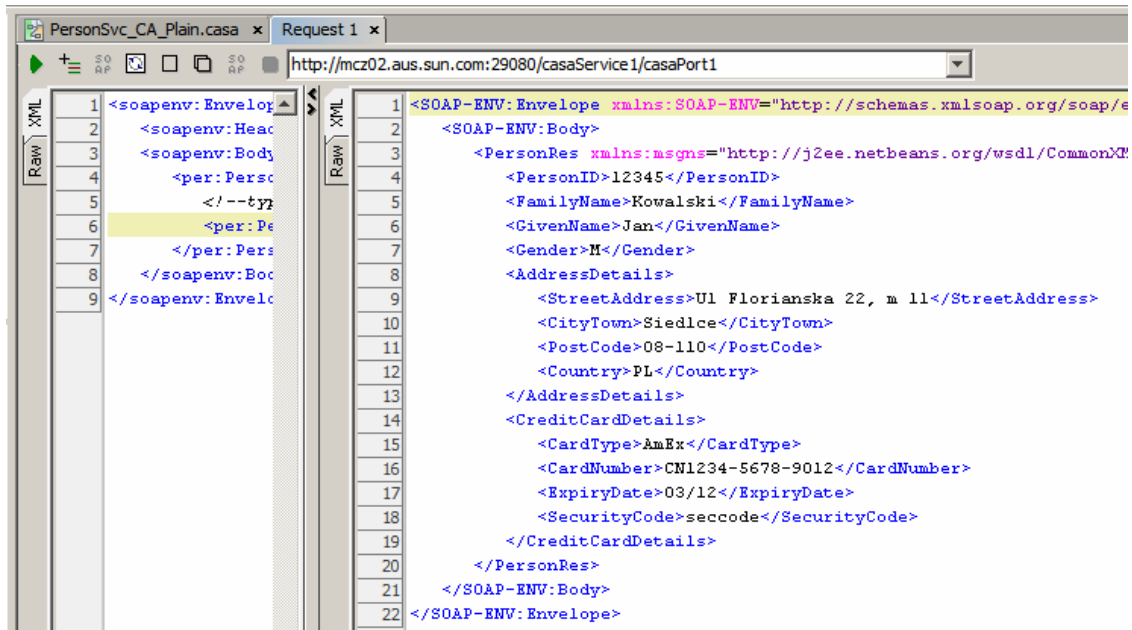 PersonSvc_CA_Plain.casa x Request 1 x
http://mcz02.aus.sun.com:29080/casaService1/casaPort1
XML
Raw
1 <soapenv:Envelop
2 <soapenv:Head
3 <soapenv:Body
4 <per:Perso
5 <!--typ
6 <per:Pe
7 </per:Pers
8 </soapenv:Bod
9 </soapenv:Envelo
XML
Raw
1 <SOAP-ENV:Envelope xmlns:SOAP-ENV="http://schemas.xmlsoap.org/soap/e
2 <SOAP-ENV:Body>
3 <PersonRes xmlns:msgns="http://j2ee.netbeans.org/wsdl/CommonXM
4 <PersonID>12345</PersonID>
5 <FamilyName>Kowalski</FamilyName>
6 <GivenName>Jan</GivenName>
7 <Gender>M</Gender>
8 <AddressDetails>
9 <StreetAddress>Ul Florianska 22, m 11</StreetAddress>
10 <CityTown>Siedlce</CityTown>
11 <PostCode>08-110</PostCode>
12 <Country>PL</Country>
13 </AddressDetails>
14 <CreditCardDetails>
15 <CardType>AmEx</CardType>
16 <CardNumber>CN1234-5678-9012</CardNumber>
17 <ExpiryDate>03/12</ExpiryDate>
18 <SecurityCode>seccode</SecurityCode>
19 </CreditCardDetails>
20 </PersonRes>
21 </SOAP-ENV:Body>
22 </SOAP-ENV:Envelope>